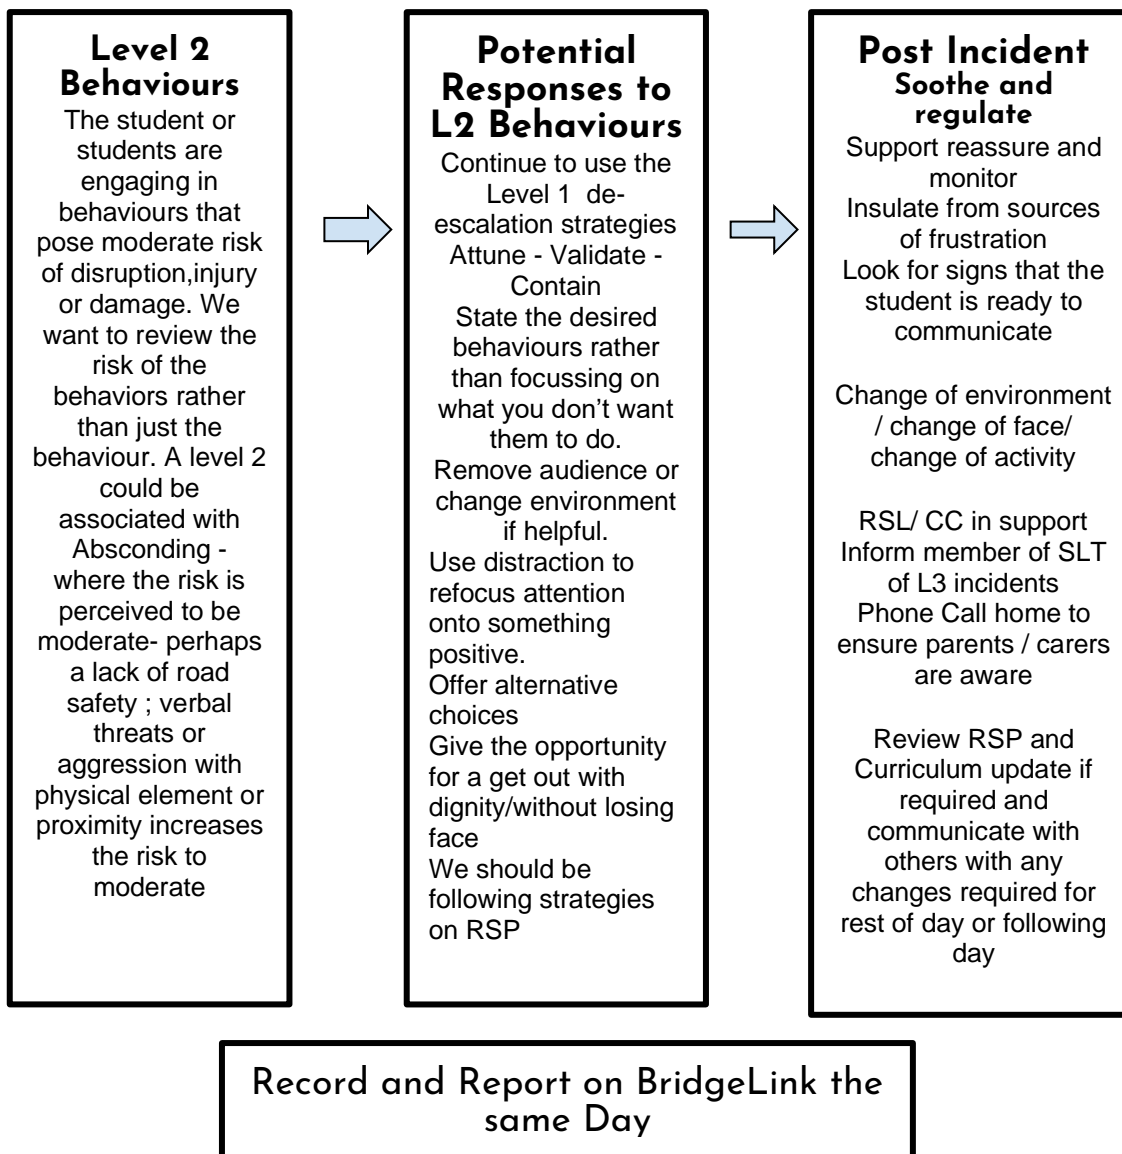 Level 2
Behaviours
The student or
students are
engaging in
behaviours that
pose moderate risk
of disruption,injury
or damage. We
want to review the
risk of the
behaviors rather
than just the
behaviour. A level 2
could be
associated with
Absconding -
where the risk is
perceived to be
moderate- perhaps
a lack of road
safety ; verbal
threats or
aggression with
physical element or
proximity increases
the risk to
moderate
Potential
Responses to
L2 Behaviours
Continue to use the
Level 1 de-
escalation strategies
Attune - Validate -
Contain
State the desired
behaviours rather
than focussing on
what you don’t want
them to do.
Remove audience or
change environment
if helpful.
Use distraction to
refocus attention
onto something
positive.
Offer alternative
choices
Give the opportunity
for a get out with
dignity/without losing
face
We should be
following strategies
on RSP
Post Incident
Soothe and
regulate
Support reassure and
monitor
Insulate from sources
of frustration
Look for signs that the
student is ready to
communicate
Change of environment
/ change of face/
change of activity
RSL/ CC in support
Inform member of SLT
of L3 incidents
Phone Call home to
ensure parents / carers
are aware
Review RSP and
Curriculum update if
required and
communicate with
others with any
changes required for
rest of day or following
day
Record and Report on BridgeLink the
same Day